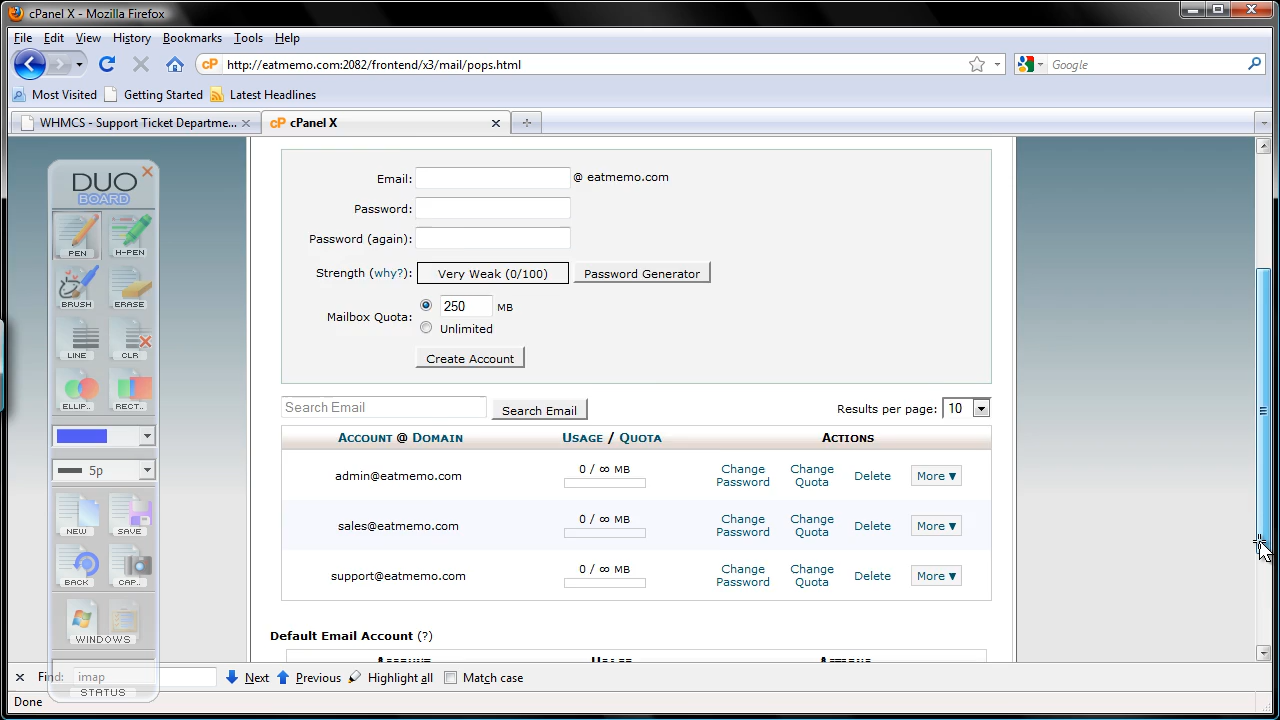 cPanel X - Mozilla Firefox
File Edit View History Bookmarks Tools Help
http://eatmemo.com:2082/frontend/x3/mail/pops.html
Google
Most Visited Getting Started Latest Headlines
WHMCS - Support Ticket Departme...
cP cPanel X
DUO
BOARD
PEN H-PEN
BRUSH ERASE
LINE CLR
ELLIP.. RECT..
5p
NEW SAVE
BACK CAP..
WINDOWS
STATUS
Email: @ eatmemo.com
Password:
Password (again):
Strength (why?): Very Weak (0/100) Password Generator
Mailbox Quota: 250 MB
Unlimited
Create Account
Search Email Search Email Results per page: 10
Account @ Domain Usage / Quota Actions
admin@eatmemo.com 0 / ∞ MB Change Password Change Quota Delete More ▼
sales@eatmemo.com 0 / ∞ MB Change Password Change Quota Delete More ▼
support@eatmemo.com 0 / ∞ MB Change Password Change Quota Delete More ▼
Default Email Account (?)
Account Usage Actions
Find: imap Next Previous Highlight all Match case
Done